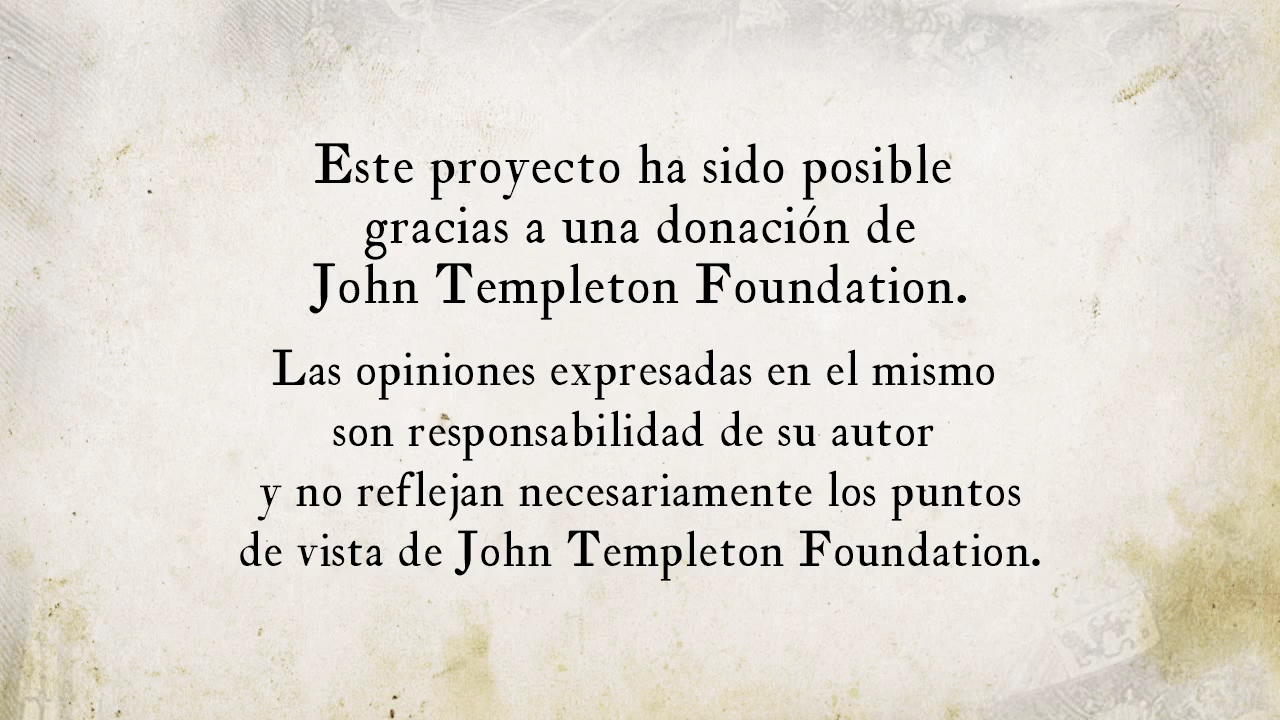 Este proyecto ha sido posible
gracias a una donación de
John Templeton Foundation.
Las opiniones expresadas en el mismo
son responsabilidad de su autor
y no reflejan necesariamente los puntos
de vista de John Templeton Foundation.